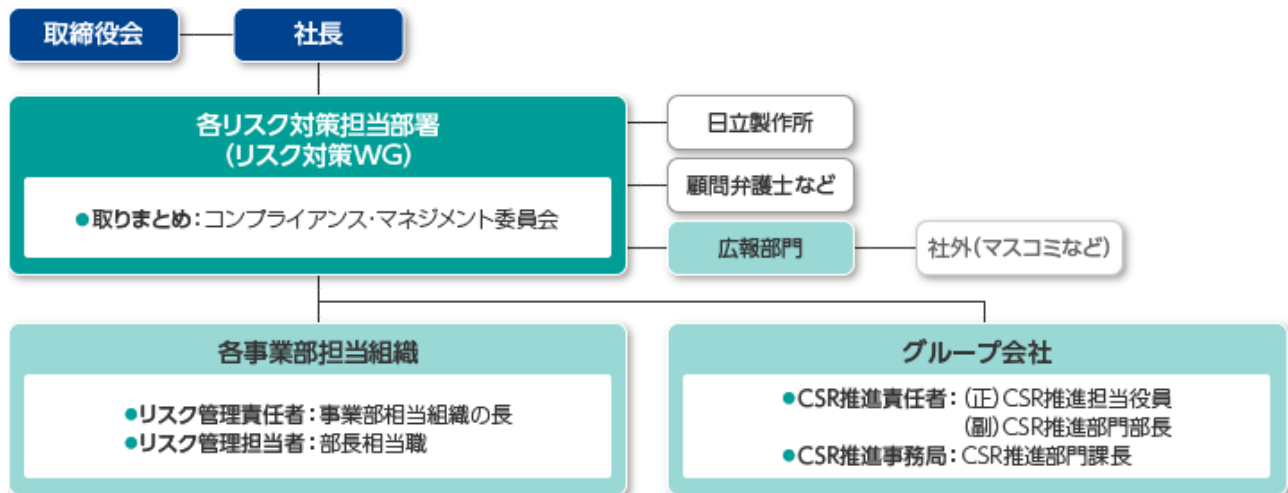 取締役会
社長
各リスク対策担当部署
(リスク対策WG)
●取りまとめ:コンプライアンス・マネジメント委員会
日立製作所
顧問弁護士など
広報部門
社外(マスコミなど)
各事業部担当組織
●リスク管理責任者:事業部相当組織の長
●リスク管理担当者:部長相当職
グループ会社
●CSR推進責任者:(正)CSR推進担当役員
(副)CSR推進部門部長
●CSR推進事務局:CSR推進部門課長